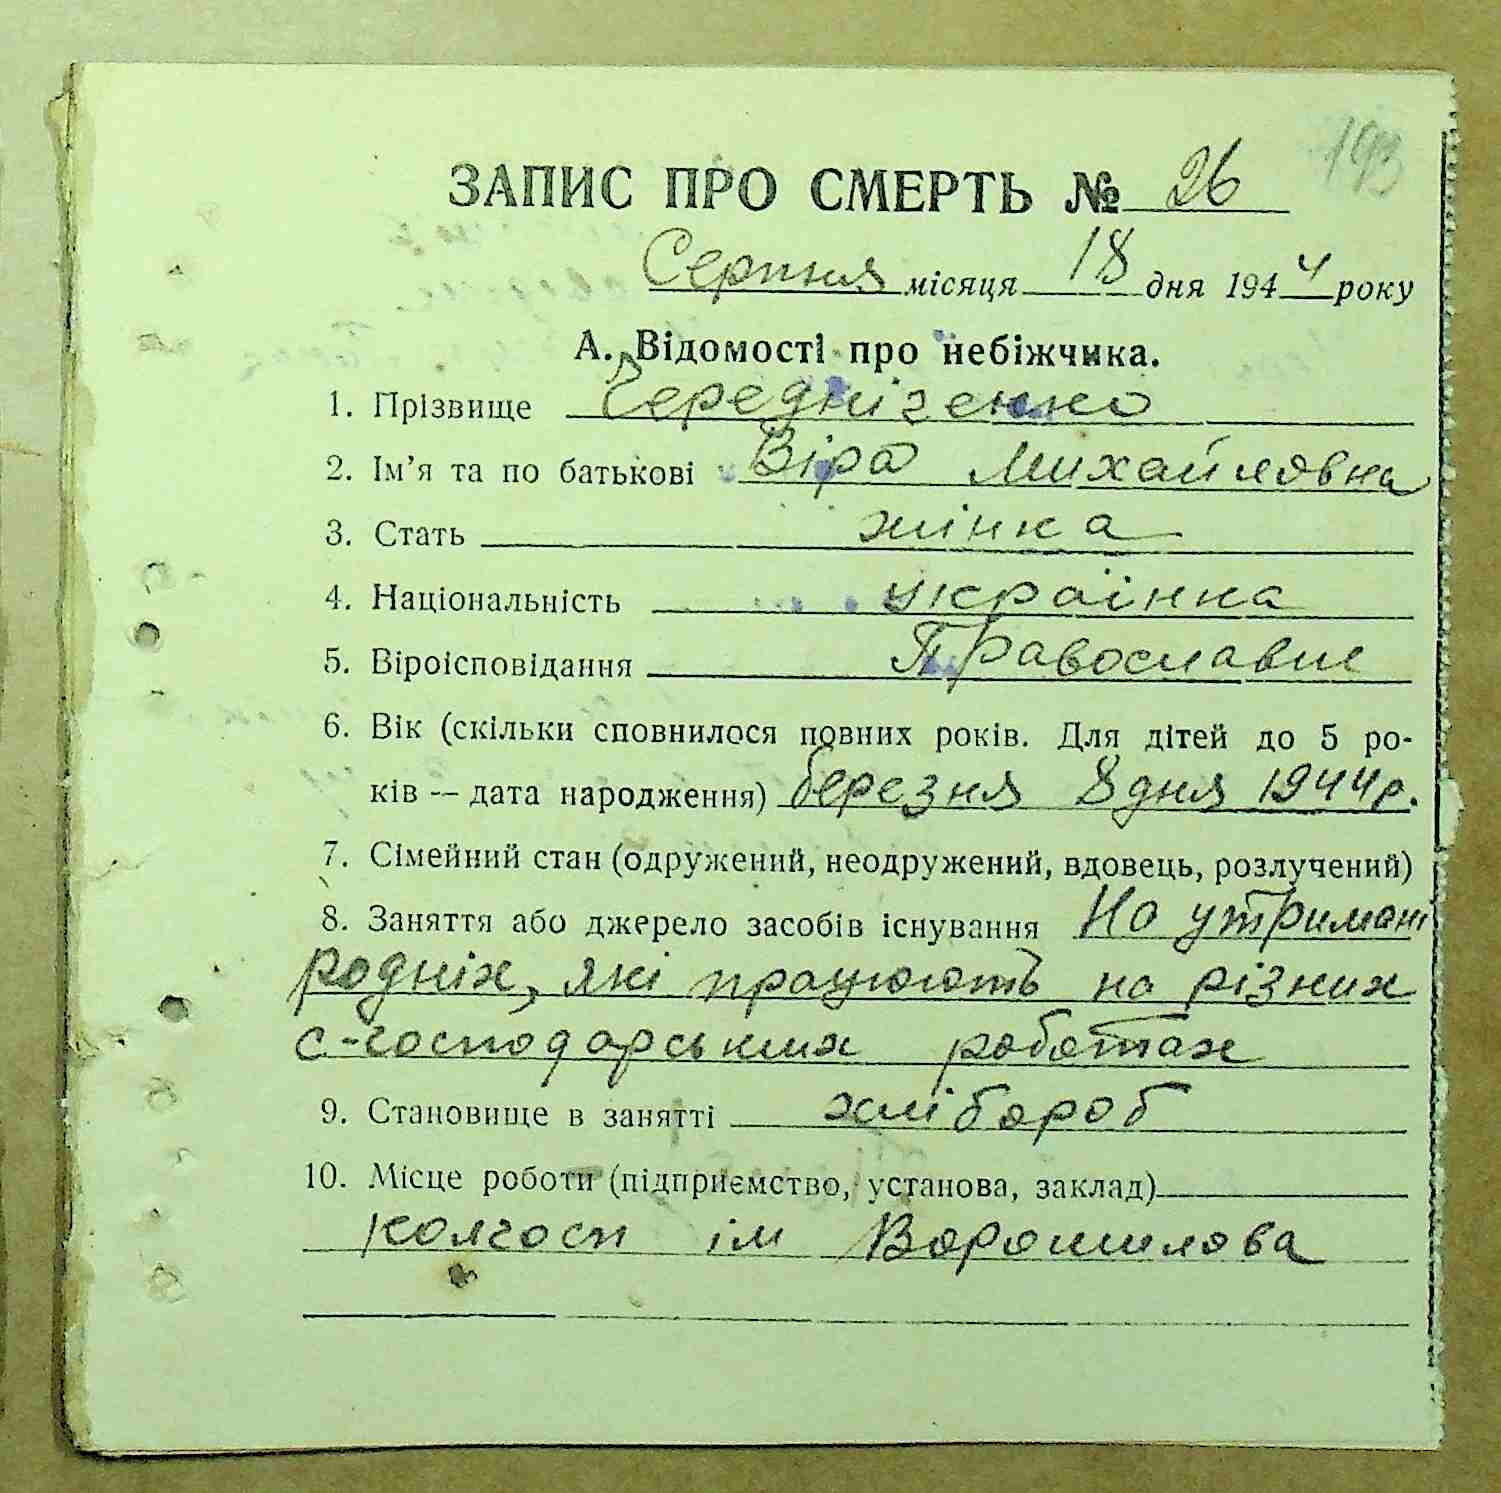 193
ЗАПИС ПРО СМЕРТЬ № 26
Серпня місяця 18 дня 1944 року
А. Відомості про небіжчика.
1. Прізвище Чередніченко
2. Ім’я та по батькові Віра Михайловна
3. Стать жінка
4. Національність українка
5. Віроісповідання Православне
6. Вік (скільки сповнилося повних років. Для дітей до 5 ро-
ків — дата народження) березня 8 дня 1944 р.
7. Сімейний стан (одружений, неодружений, вдовець, розлучений)
8. Заняття або джерело засобів існування На утримані
родніх, які працюють на різних
с-господарських роботах
9. Становище в занятті хлібороб
10. Місце роботи (підприємство, установа, заклад)
колгосп ім Ворошилова